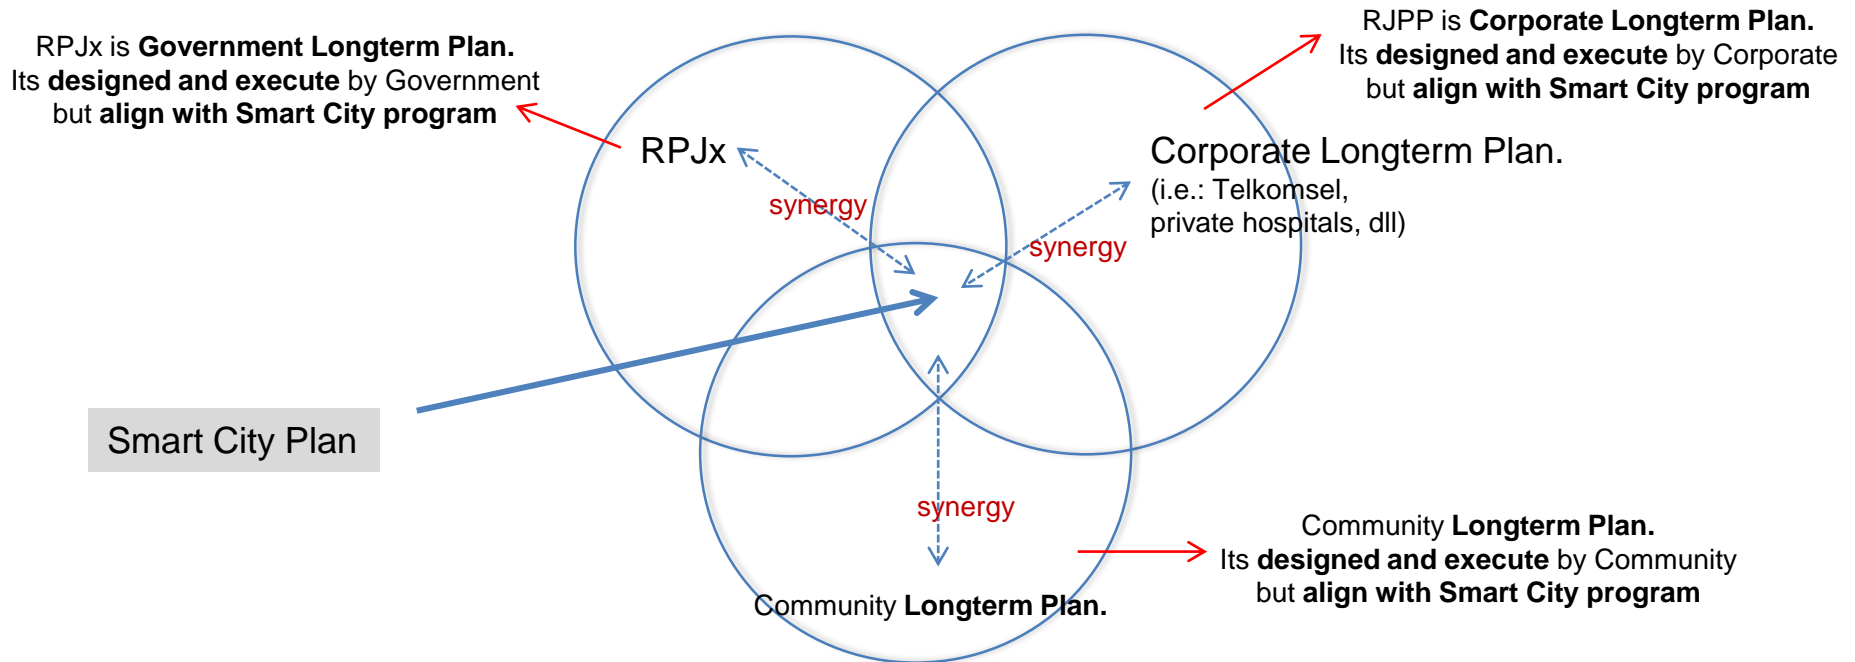 RPJx is Government Longterm Plan.
Its designed and execute by Government
but align with Smart City program
RJPP is Corporate Longterm Plan.
Its designed and execute by Corporate
but align with Smart City program
RPJx
Corporate Longterm Plan.
(i.e.: Telkomsel,
private hospitals, dll)
synergy
synergy
Smart City Plan
synergy
Community Longterm Plan.
Its designed and execute by Community
but align with Smart City program
Community Longterm Plan.